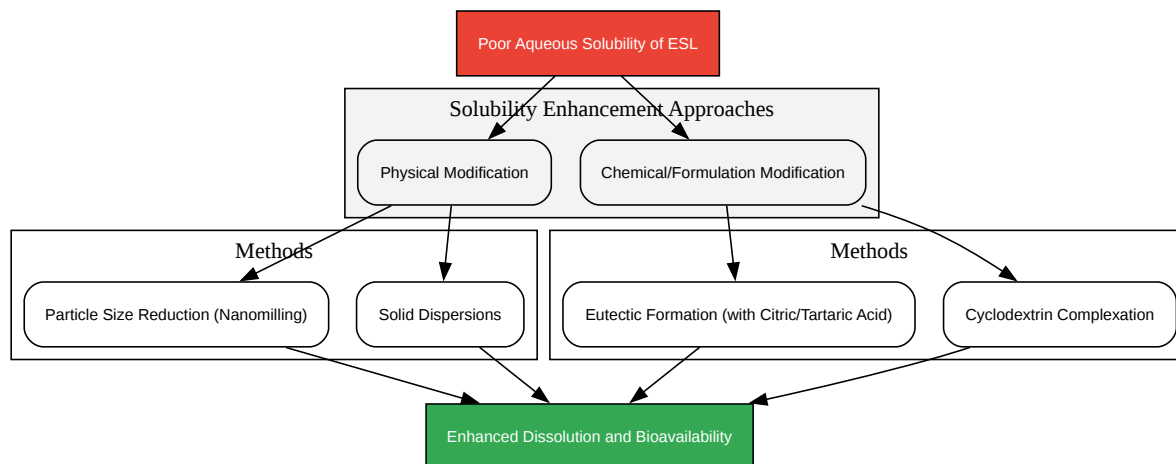 Poor Aqueous Solubility of ESL
Solubility Enhancement Approaches
Physical Modification
Chemical/Formulation Modification
Methods
Methods
Particle Size Reduction (Nanomilling)
Solid Dispersions
Eutectic Formation (with Citric/Tartaric Acid)
Cyclodextrin Complexation
Enhanced Dissolution and Bioavailability